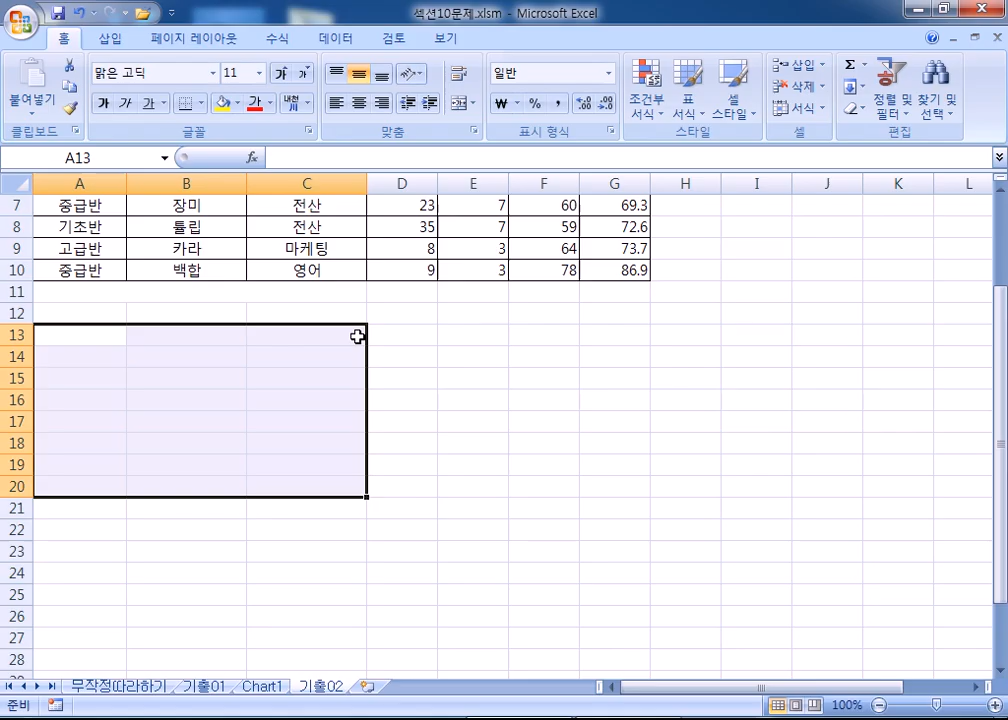 섹션10문제.xlsm - Microsoft Excel
홈 삽입 페이지 레이아웃 수식 데이터 검토 보기
붙여넣기
맑은 고딕 11 가 가
가 가 가 가 내천
일반
₩ % ,
조건부 서식
표 서식
셀 스타일
삽입
삭제
서식
Σ
정렬 및 필터
찾기 및 선택
클립보드 글꼴 맞춤 표시 형식 스타일 셀 편집
A13 fx
A B C D E F G H I J K L
7 중급반 장미 전산 23 7 60 69.3
8 기초반 튤립 전산 35 7 59 72.6
9 고급반 카라 마케팅 8 3 64 73.7
10 중급반 백합 영어 9 3 78 86.9
11
12
13
14
15
16
17
18
19
20
21
22
23
24
25
26
27
28
무작정따라하기 기출01 Chart1 기출02
준비 100%